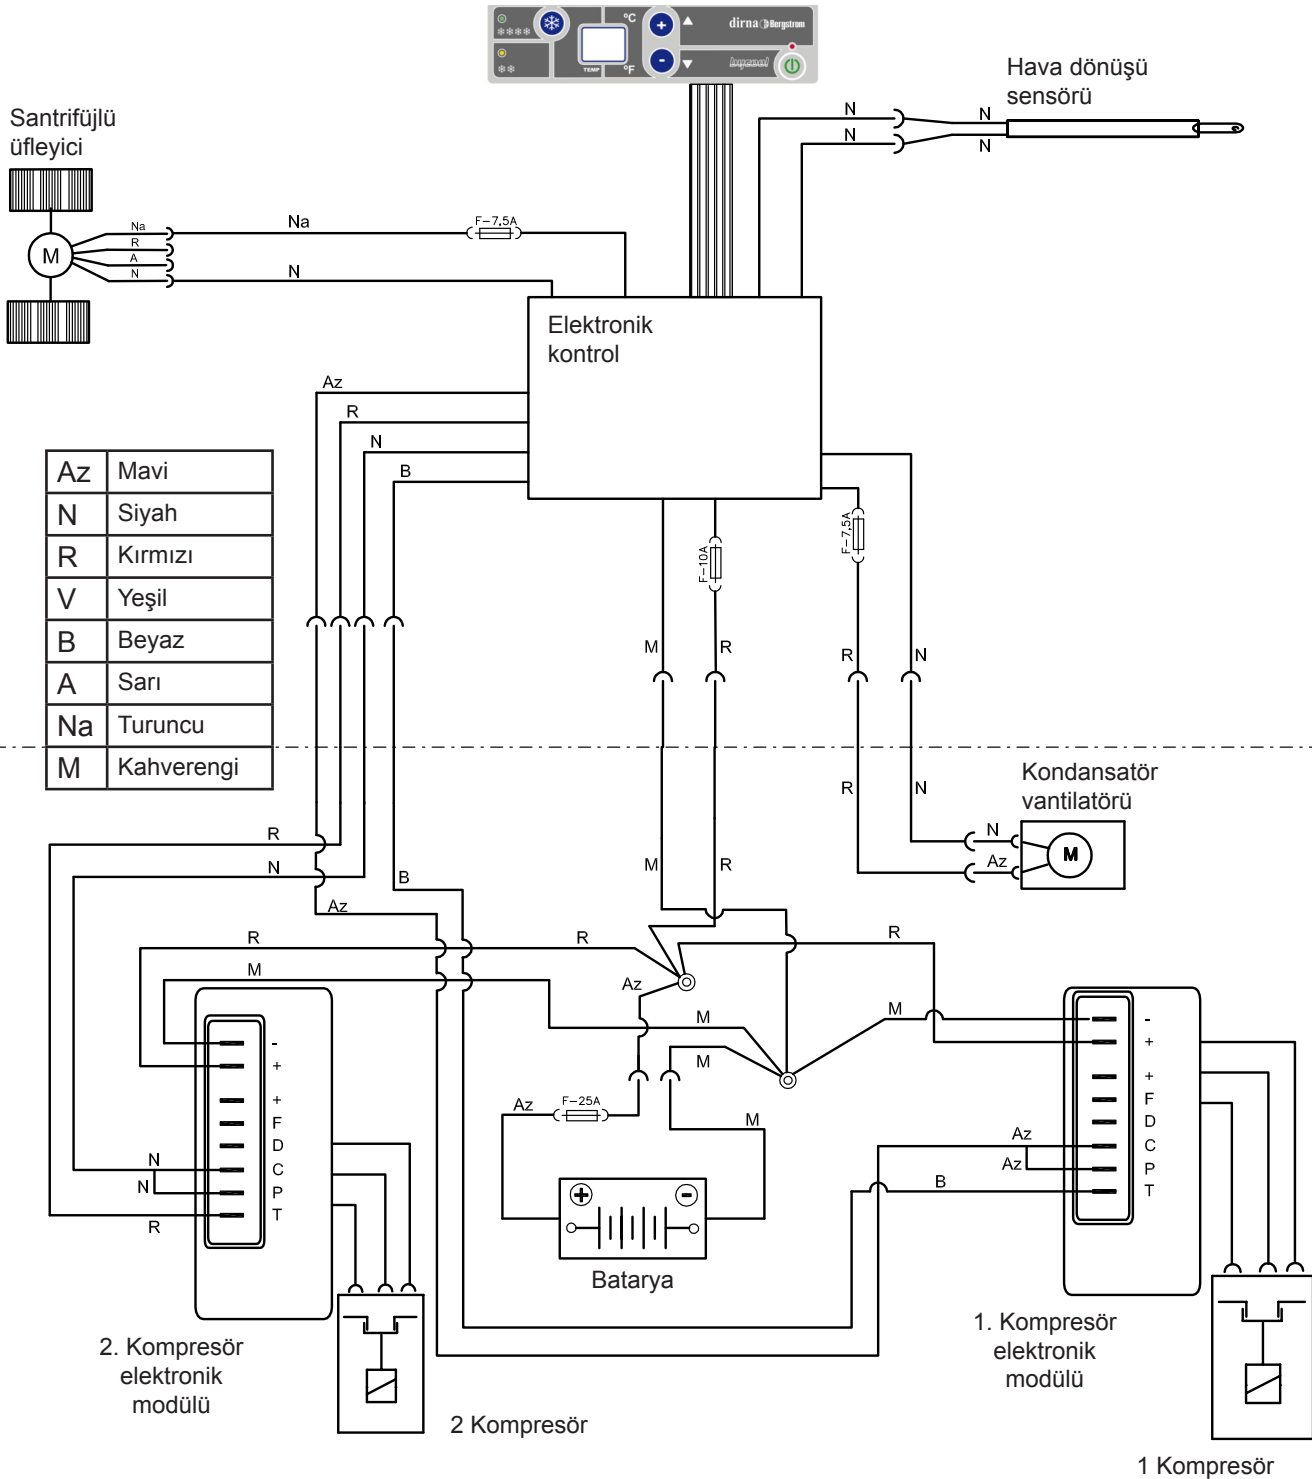 °C
dirna Bergstrom
TEMP
°F
bycool
+
-
Hava dönüşü
sensörü
N
N
N
N
Santrifüjlü
üfleyici
M
Na
R
A
N
Na
N
F-7,5A
Elektronik
kontrol
Az
R
N
B
Az Mavi
N Siyah
R Kırmızı
V Yeşil
B Beyaz
A Sarı
Na Turuncu
M Kahverengi
F-10A
F-7,5A
M
R
R
N
Kondansatör
vantilatörü
R
N
N
Az
M
R
N
B
Az
M
R
R
R
R
M
Az
M
M
M
-
+
+
F
D
C
P
T
N
N
R
Az
F-25A
M
+
-
Batarya
Az
Az
B
-
+
+
F
D
C
P
T
2. Kompresör
elektronik
modülü
2 Kompresör
1. Kompresör
elektronik
modülü
1 Kompresör